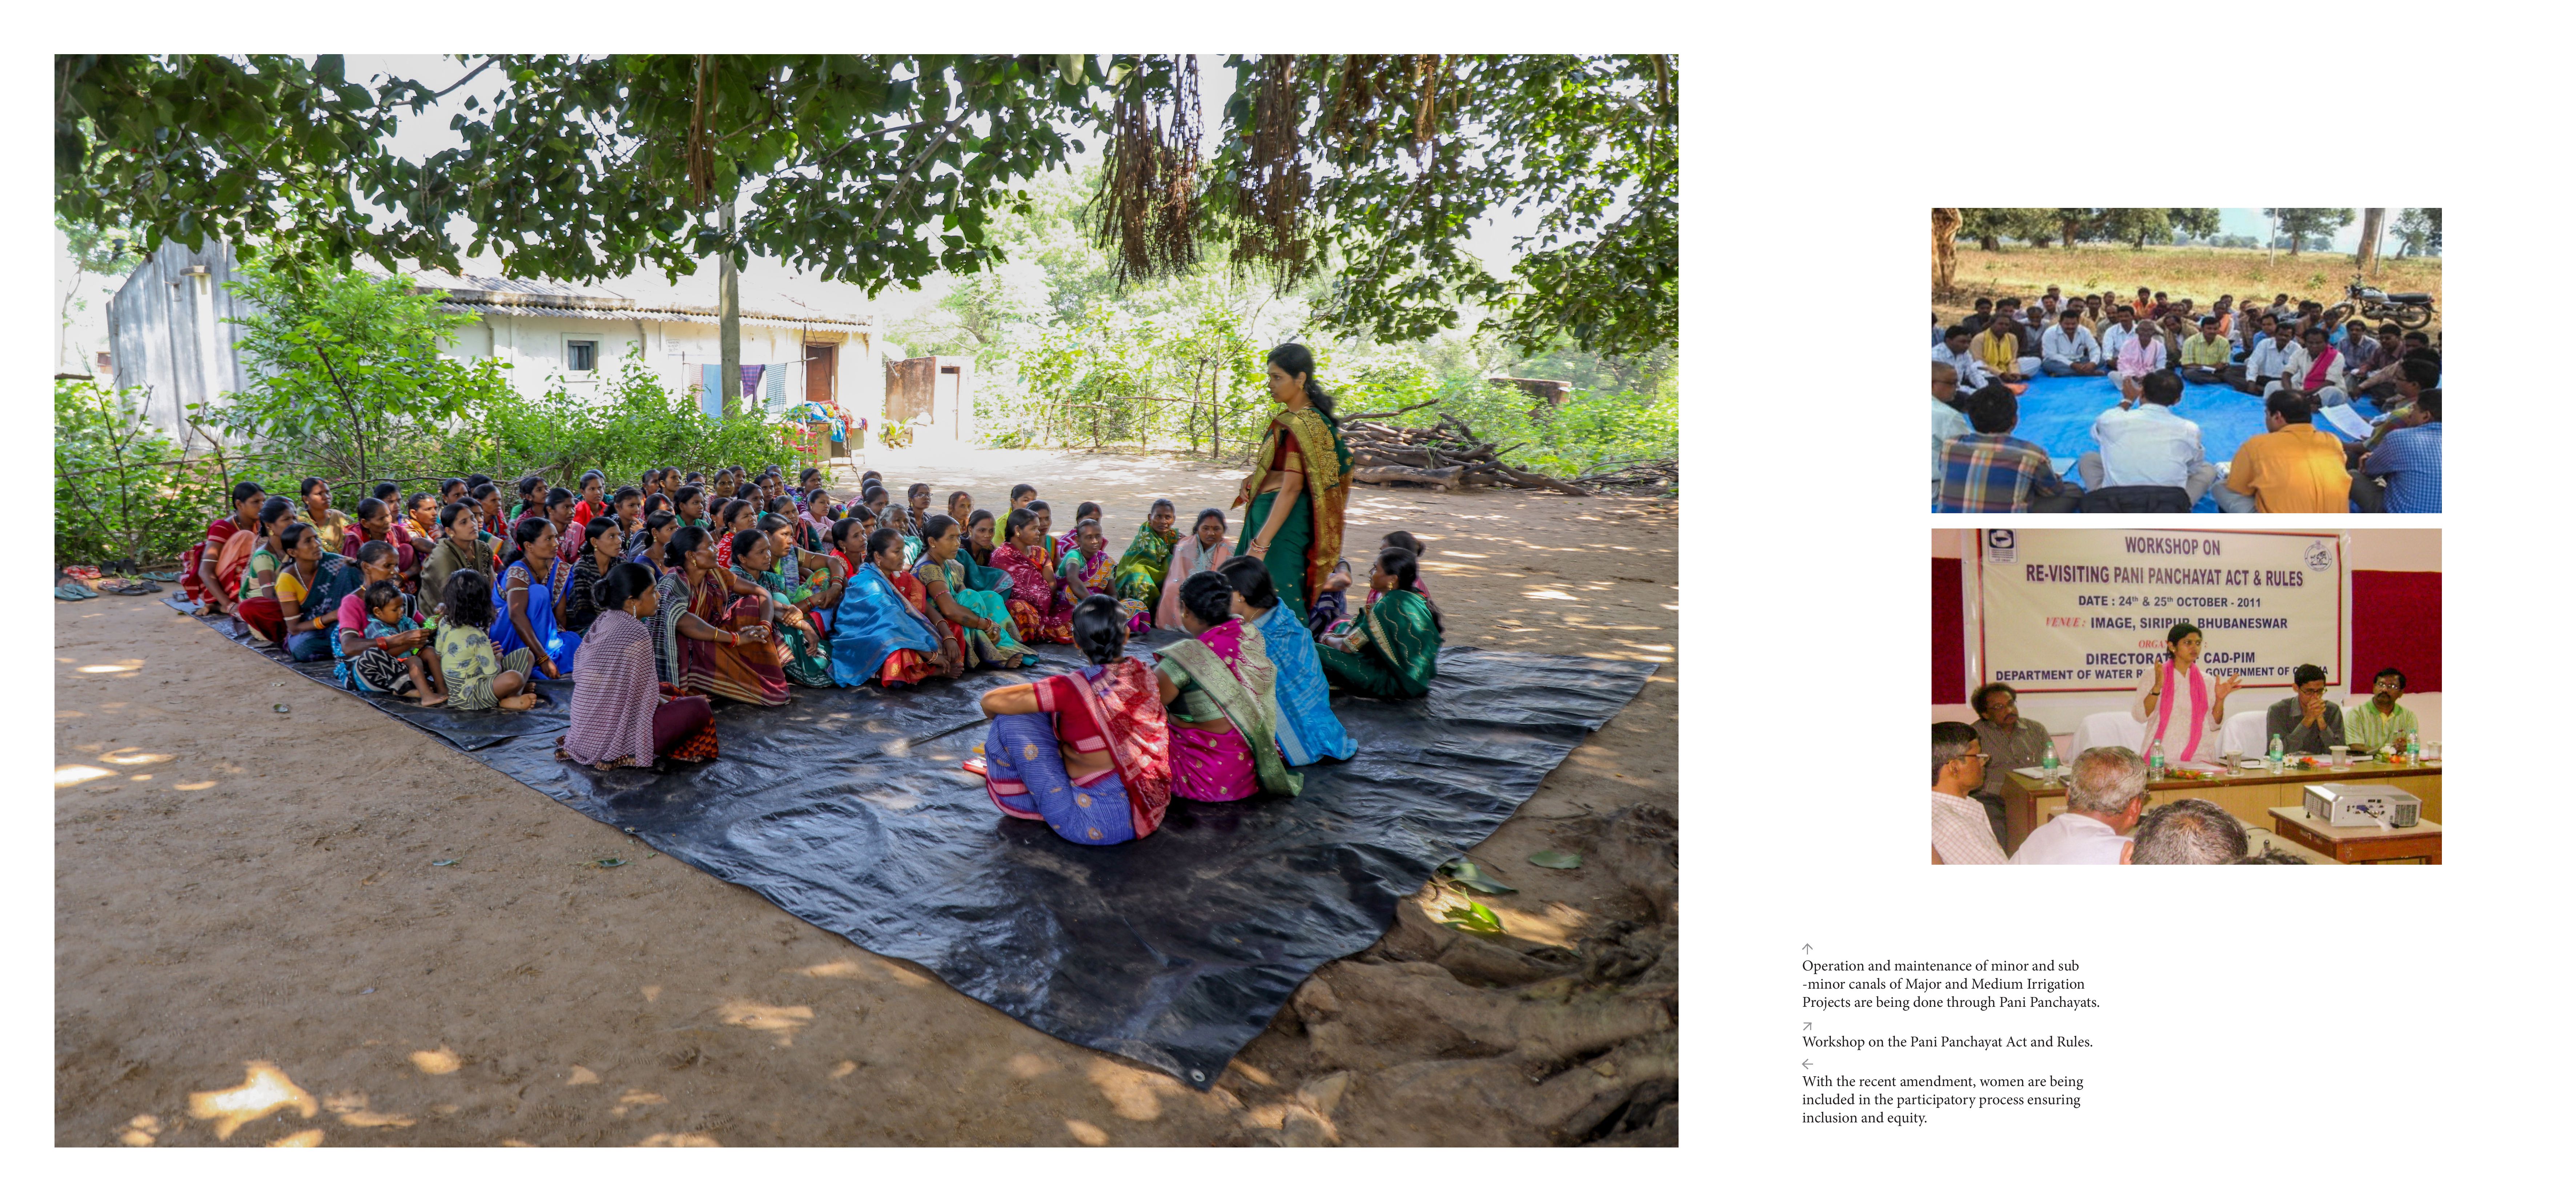 WORKSHOP ON
RE-VISITING PANI PANCHAYAT ACT & RULES
DATE : 24th & 25th OCTOBER - 2011
VENUE : IMAGE, SIRIPUR, BHUBANESWAR
DIRECTORAT CAD-PIM
DEPARTMENT OF WATER GOVERNMENT OF
↑
Operation and maintenance of minor and sub
-minor canals of Major and Medium Irrigation
Projects are being done through Pani Panchayats.
↗
Workshop on the Pani Panchayat Act and Rules.
←
With the recent amendment, women are being
included in the participatory process ensuring
inclusion and equity.